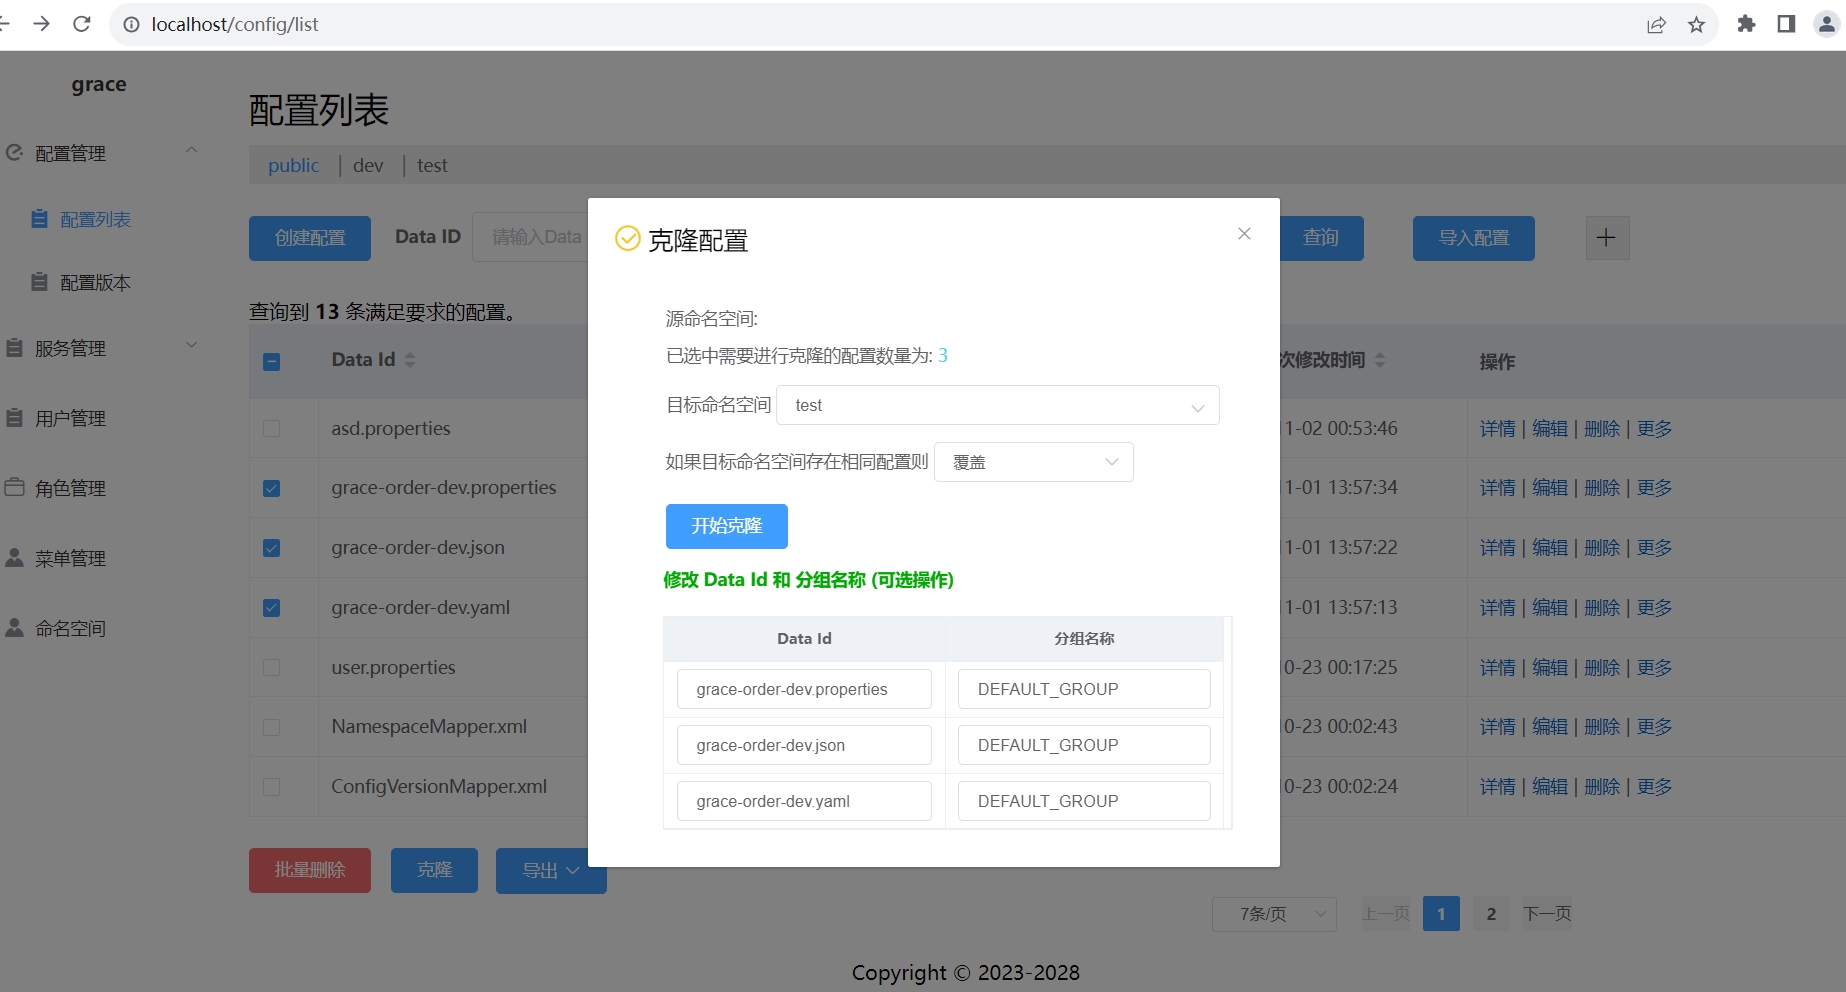 localhost/config/list
grace
配置管理
配置列表
配置版本
服务管理
用户管理
角色管理
菜单管理
命名空间
配置列表
public | dev | test
创建配置 Data ID 请输入Data 查询 导入配置
查询到 13 条满足要求的配置。
Data Id 次修改时间 操作
asd.properties 1-02 00:53:46 详情 | 编辑 | 删除 | 更多
grace-order-dev.properties 1-01 13:57:34 详情 | 编辑 | 删除 | 更多
grace-order-dev.json 1-01 13:57:22 详情 | 编辑 | 删除 | 更多
grace-order-dev.yaml 1-01 13:57:13 详情 | 编辑 | 删除 | 更多
user.properties 0-23 00:17:25 详情 | 编辑 | 删除 | 更多
NamespaceMapper.xml 0-23 00:02:43 详情 | 编辑 | 删除 | 更多
ConfigVersionMapper.xml 0-23 00:02:24 详情 | 编辑 | 删除 | 更多
批量删除 克隆 导出
7条/页 上一页 1 2 下一页
Copyright © 2023-2028
克隆配置
源命名空间:
已选中需要进行克隆的配置数量为: 3
目标命名空间 test
如果目标命名空间存在相同配置则 覆盖
开始克隆
修改 Data Id 和 分组名称 (可选操作)
Data Id 分组名称
grace-order-dev.properties DEFAULT_GROUP
grace-order-dev.json DEFAULT_GROUP
grace-order-dev.yaml DEFAULT_GROUP